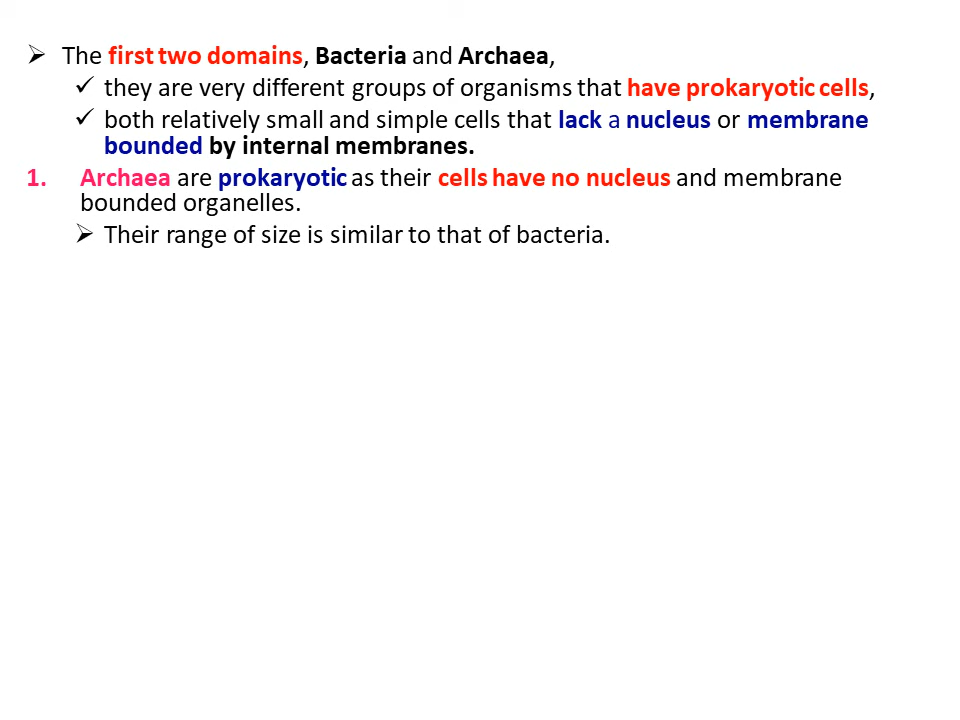 ➢ The first two domains, Bacteria and Archaea,
✓ they are very different groups of organisms that have prokaryotic cells,
✓ both relatively small and simple cells that lack a nucleus or membrane
bounded by internal membranes.
1. Archaea are prokaryotic as their cells have no nucleus and membrane
bounded organelles.
➢ Their range of size is similar to that of bacteria.